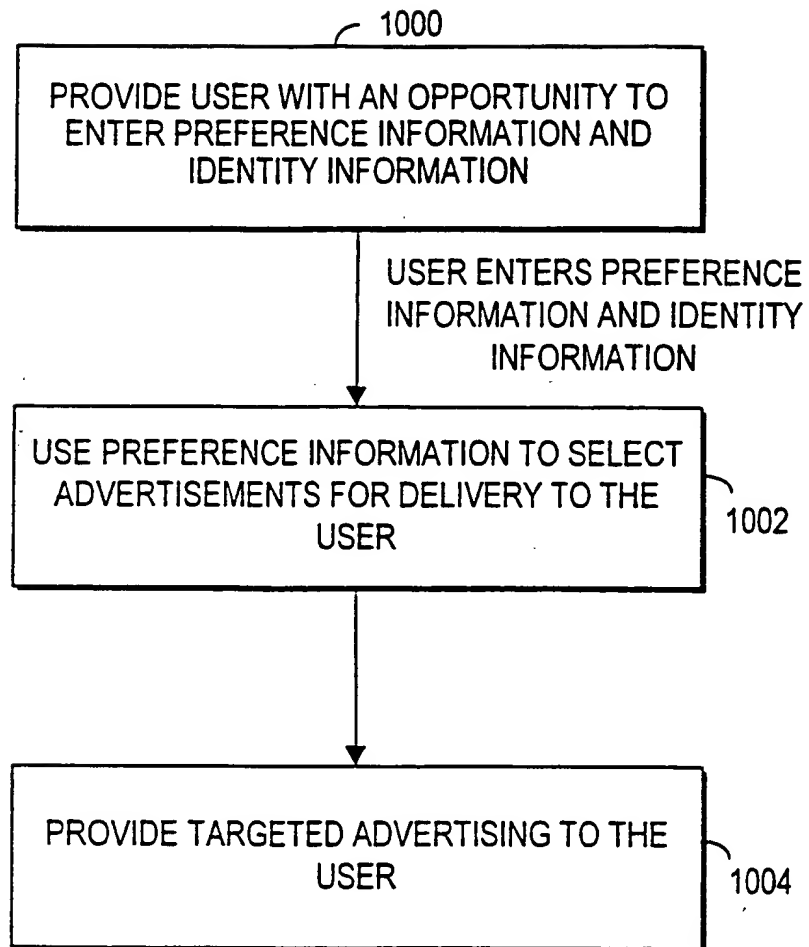 1000
PROVIDE USER WITH AN OPPORTUNITY TO
ENTER PREFERENCE INFORMATION AND
IDENTITY INFORMATION
USER ENTERS PREFERENCE
INFORMATION AND IDENTITY
INFORMATION
USE PREFERENCE INFORMATION TO SELECT
ADVERTISEMENTS FOR DELIVERY TO THE
USER
1002
PROVIDE TARGETED ADVERTISING TO THE
USER
1004